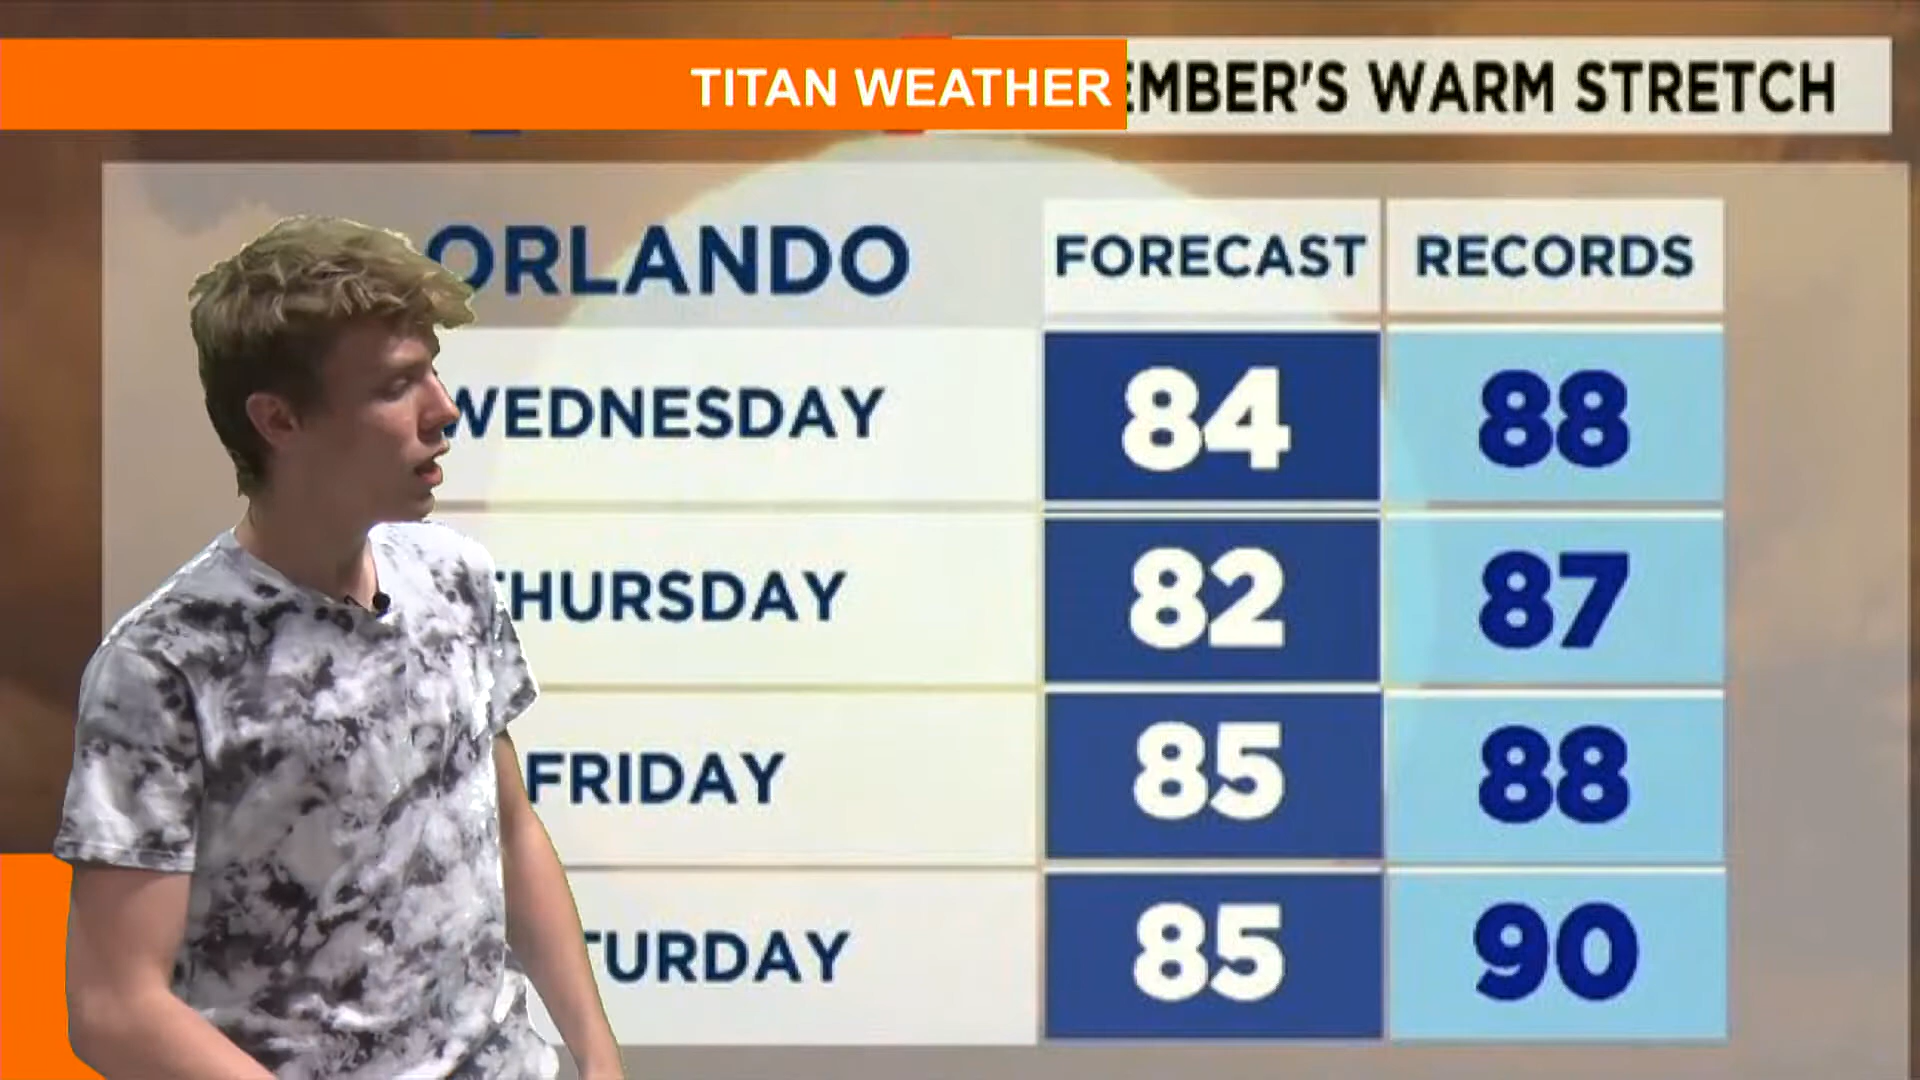 TITAN WEATHER EMBER'S WARM STRETCH
ORLANDO FORECAST RECORDS
WEDNESDAY 84 88
THURSDAY 82 87
FRIDAY 85 88
TURDAY 85 90